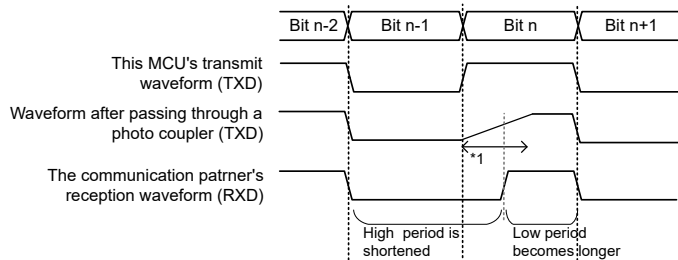 Bit n-2 Bit n-1 Bit n Bit n+1
This MCU's transmit
waveform (TXD)
Waveform after passing through a
photo coupler (TXD)
*1
The communication patrner's
reception waveform (RXD)
High period is
shortened
Low period
becomes longer